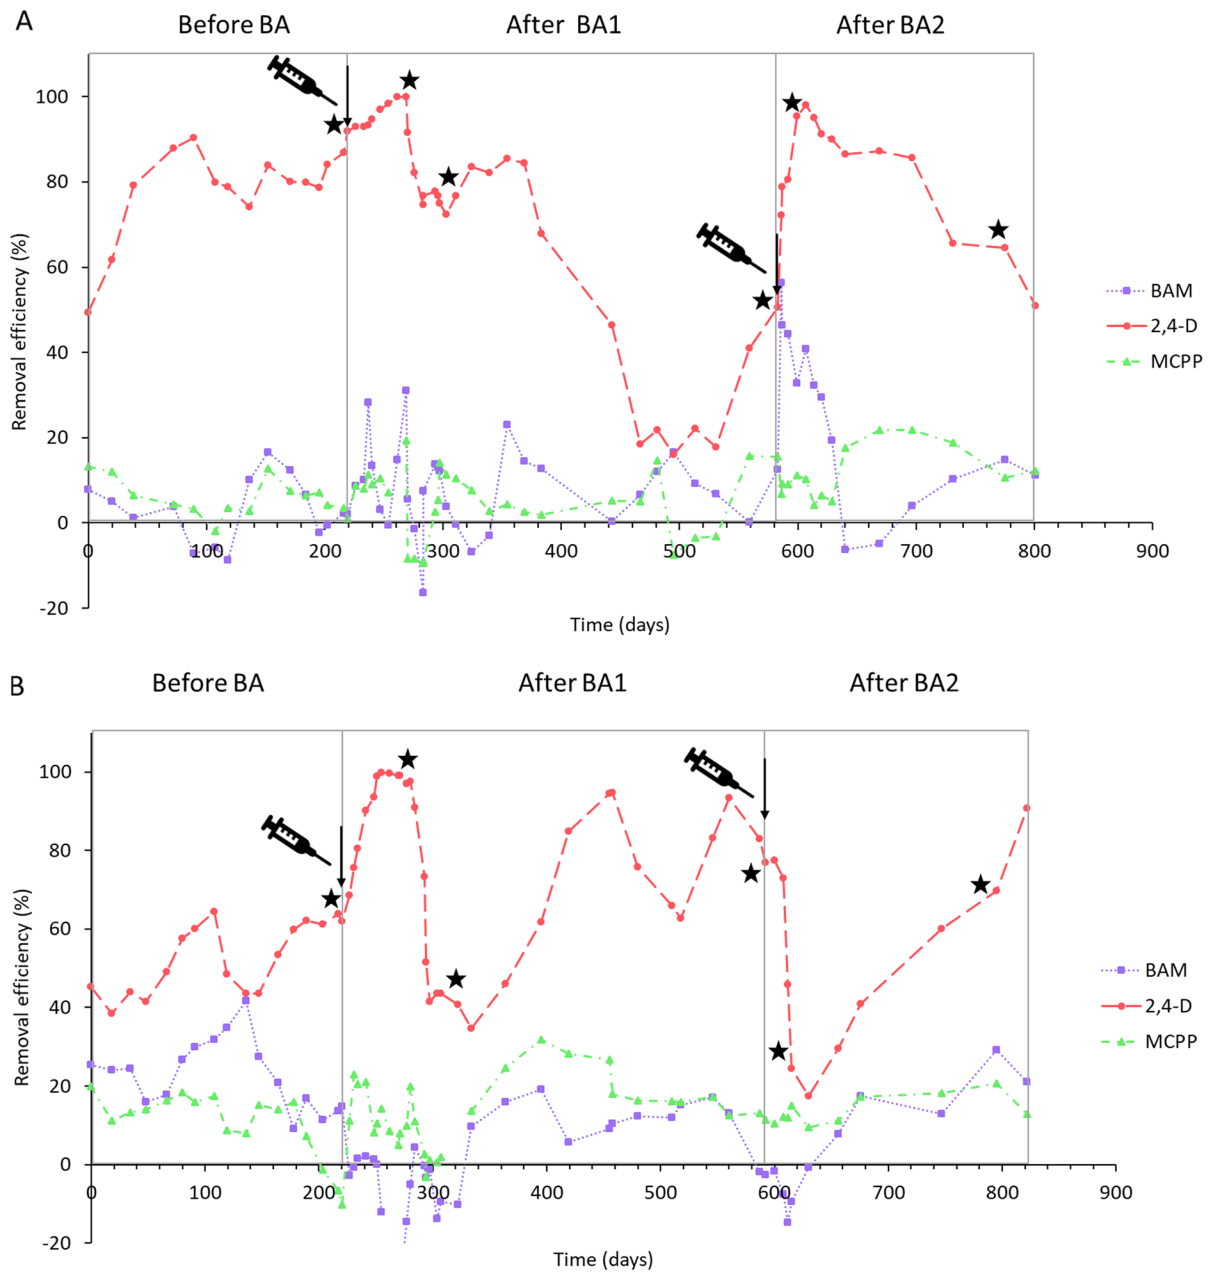 A
Before BA
After BA1
After BA2
100
80
60
40
20
0
-20
Removal efficiency (%)
0
100
200
300
400
500
600
700
800
900
Time (days)
BAM
2,4-D
MCPP
B
Before BA
After BA1
After BA2
100
80
60
40
20
0
-20
Removal efficiency (%)
0
100
200
300
400
500
600
700
800
900
Time (days)
BAM
2,4-D
MCPP